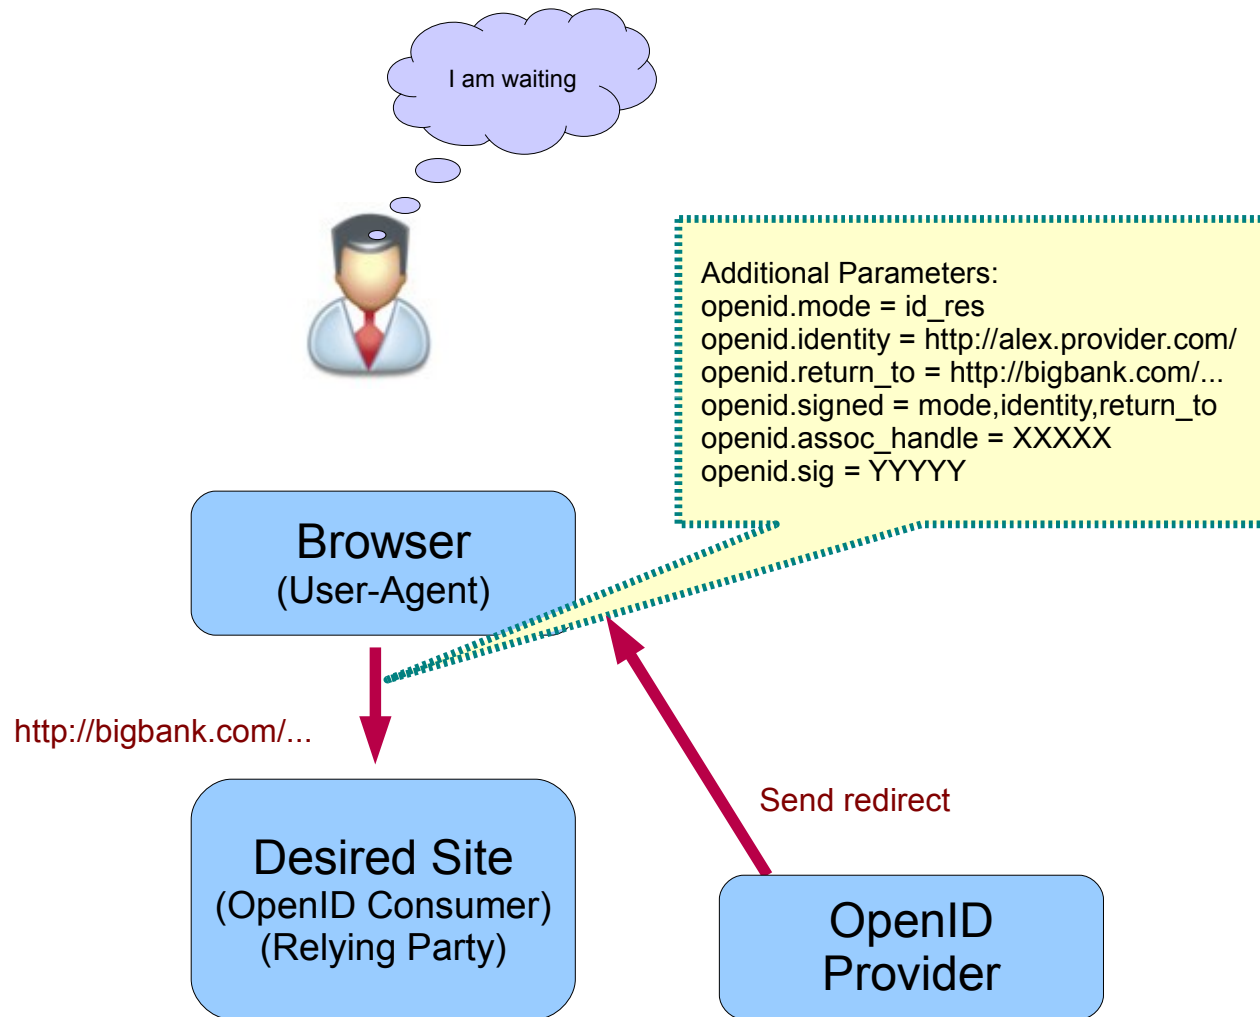 I am waiting
Additional Parameters:
openid.mode = id_res
openid.identity = http://alex.provider.com/
openid.return_to = http://bigbank.com/...
openid.signed = mode,identity,return_to
openid.assoc_handle = XXXXX
openid.sig = YYYYY
Browser
(User-Agent)
http://bigbank.com/...
Send redirect
Desired Site
(OpenID Consumer)
(Relying Party)
OpenID
Provider